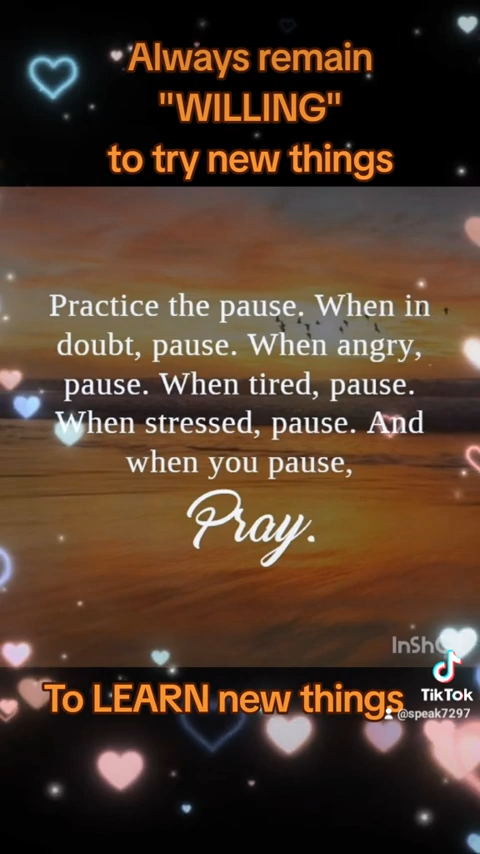 Always remain
"WILLING"
to try new things
Practice the pause. When in
doubt, pause. When angry,
pause. When tired, pause.
When stressed, pause. And
when you pause,
Pray.
InSh
TikTok
To LEARN new things
@speak7297